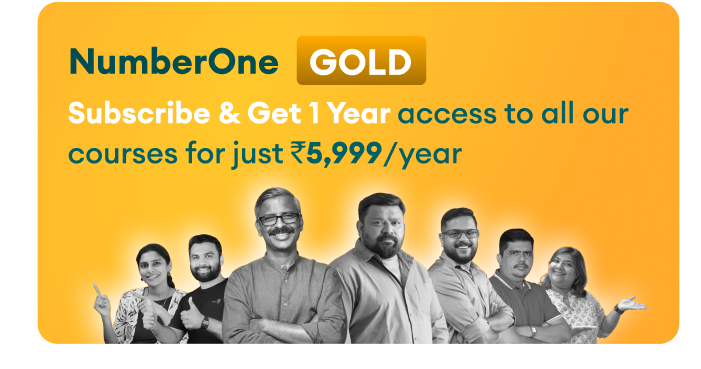 NumberOne GOLD
Subscribe & Get 1 Year access to all our
courses for just ₹5,999/year